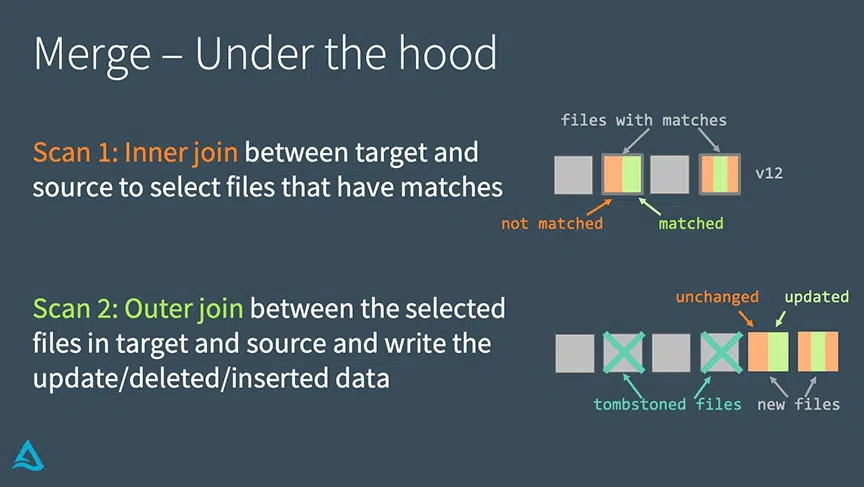 Merge – Under the hood
files with matches
Scan 1: Inner join between target and
source to select files that have matches
v12
not matched
matched
Scan 2: Outer join between the selected
files in target and source and write the
update/deleted/inserted data
unchanged
updated
tombstoned files
new files